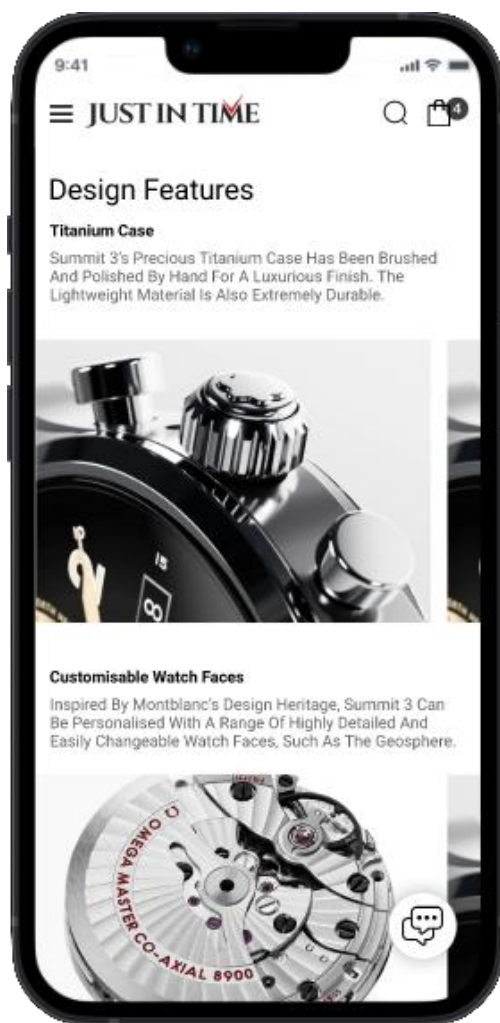 9:41
JUST IN TIME
4
Design Features
Titanium Case
Summit 3's Precious Titanium Case Has Been Brushed
And Polished By Hand For A Luxurious Finish. The
Lightweight Material Is Also Extremely Durable.
15
8
Customisable Watch Faces
Inspired By Montblanc's Design Heritage, Summit 3 Can
Be Personalised With A Range Of Highly Detailed And
Easily Changeable Watch Faces, Such As The Geosphere.
Ω OMEGA MASTER CO-AXIAL 8900